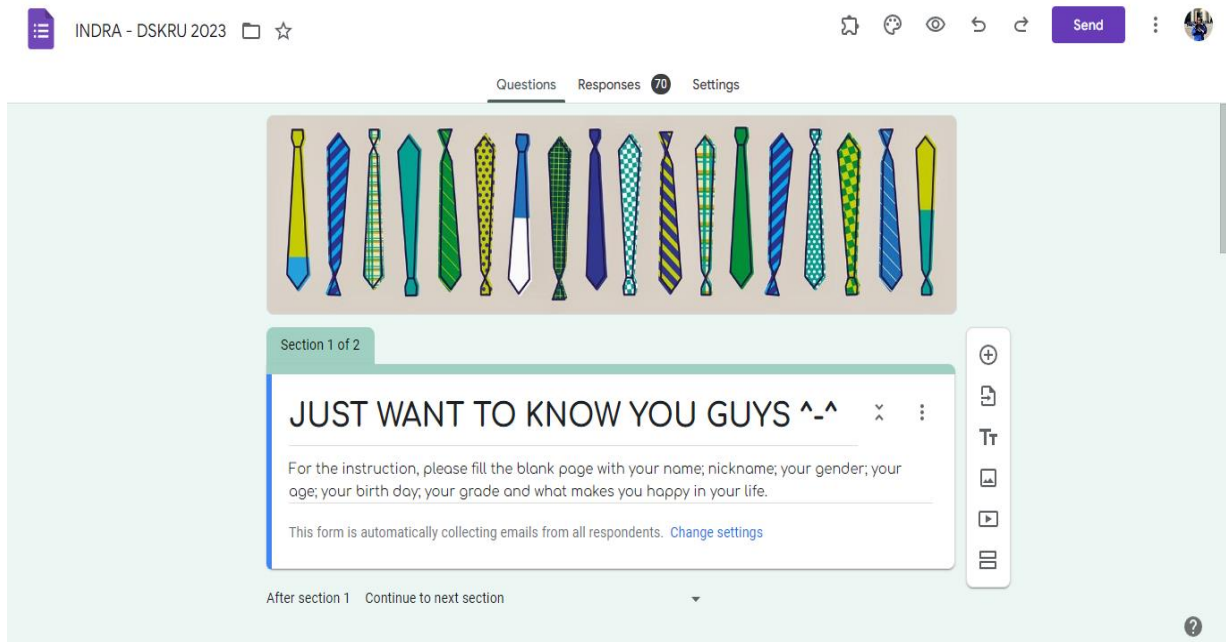 INDRA - DSKRU 2023
Send
Questions Responses 70 Settings
Section 1 of 2
JUST WANT TO KNOW YOU GUYS ^-^
For the instruction, please fill the blank page with your name; nickname; your gender; your
age; your birth day; your grade and what makes you happy in your life.
This form is automatically collecting emails from all respondents. Change settings
After section 1 Continue to next section